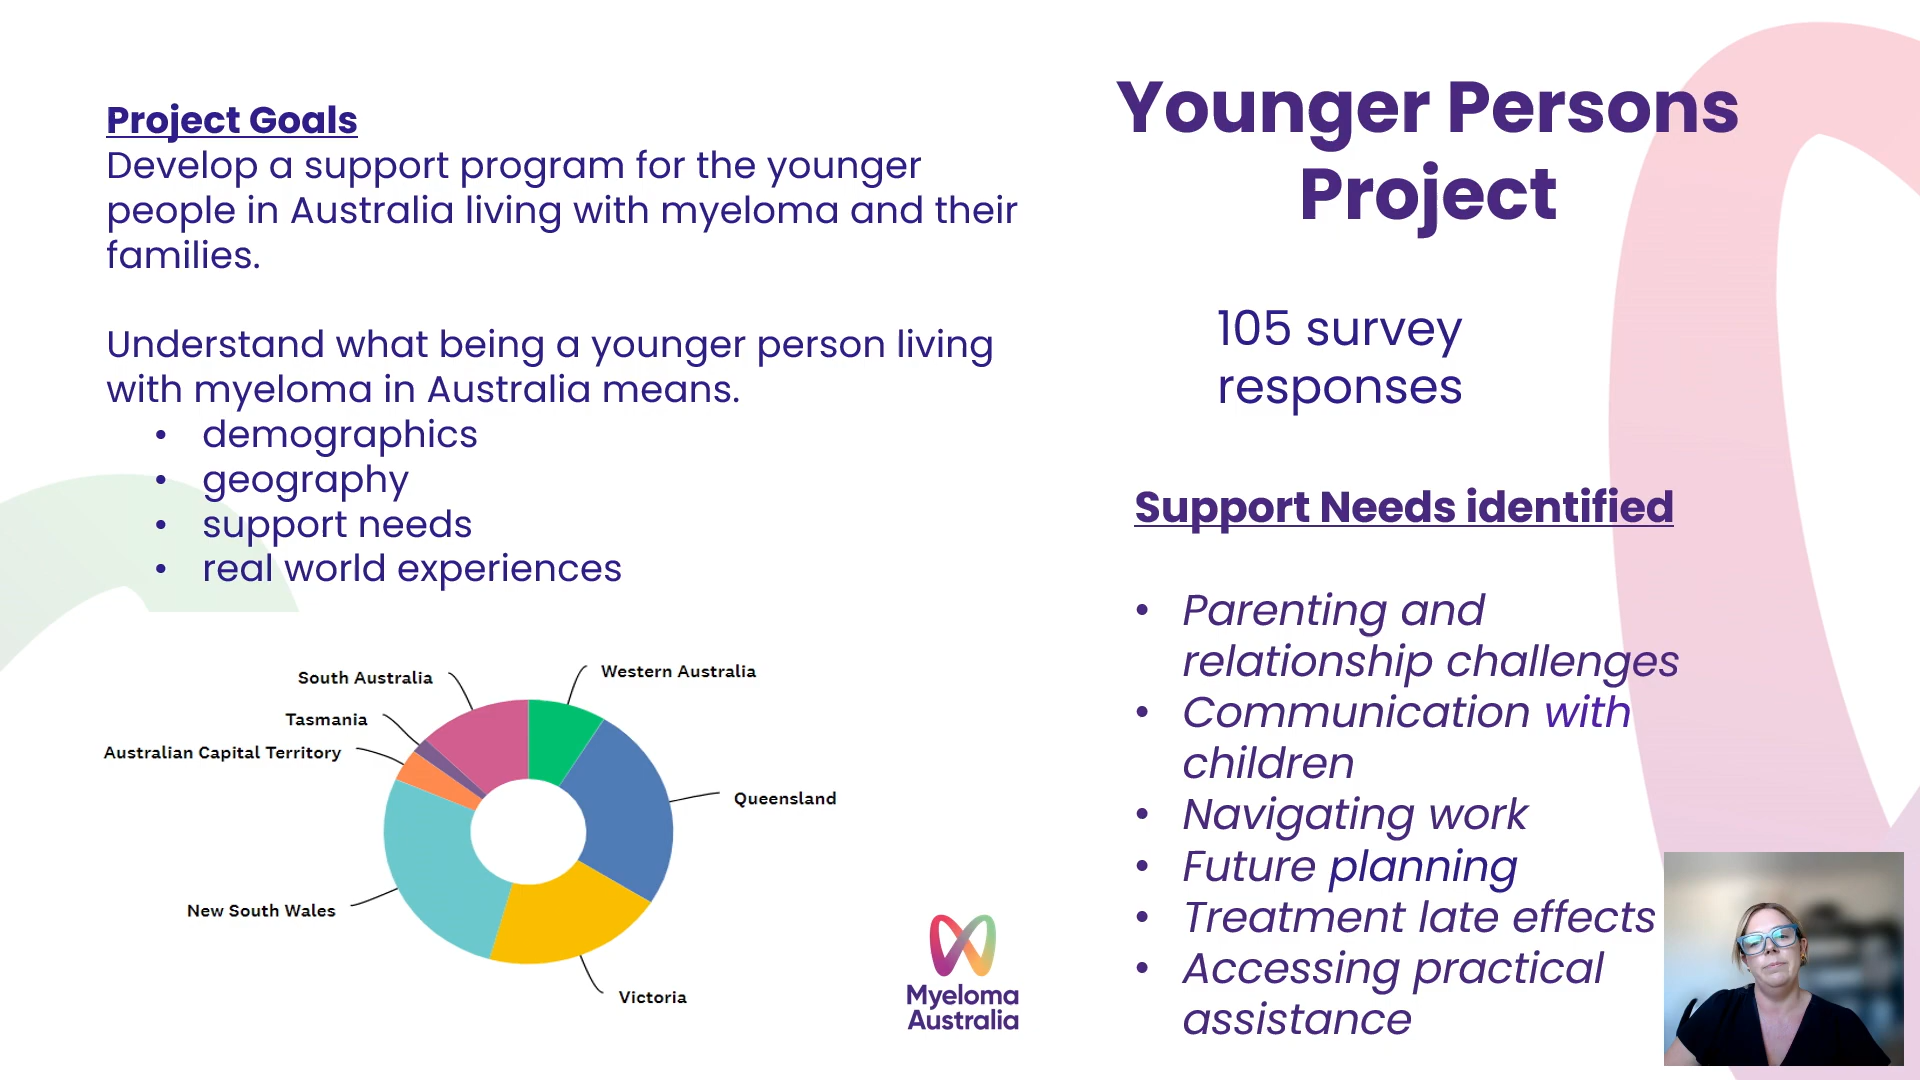 Project Goals
Develop a support program for the younger
people in Australia living with myeloma and their
families.
Understand what being a younger person living
with myeloma in Australia means.
• demographics
• geography
• support needs
• real world experiences
South Australia
Western Australia
Tasmania
Australian Capital Territory
Queensland
New South Wales
Victoria
Myeloma
Australia
Younger Persons
Project
105 survey
responses
Support Needs identified
• Parenting and
relationship challenges
• Communication with
children
• Navigating work
• Future planning
• Treatment late effects
• Accessing practical
assistance